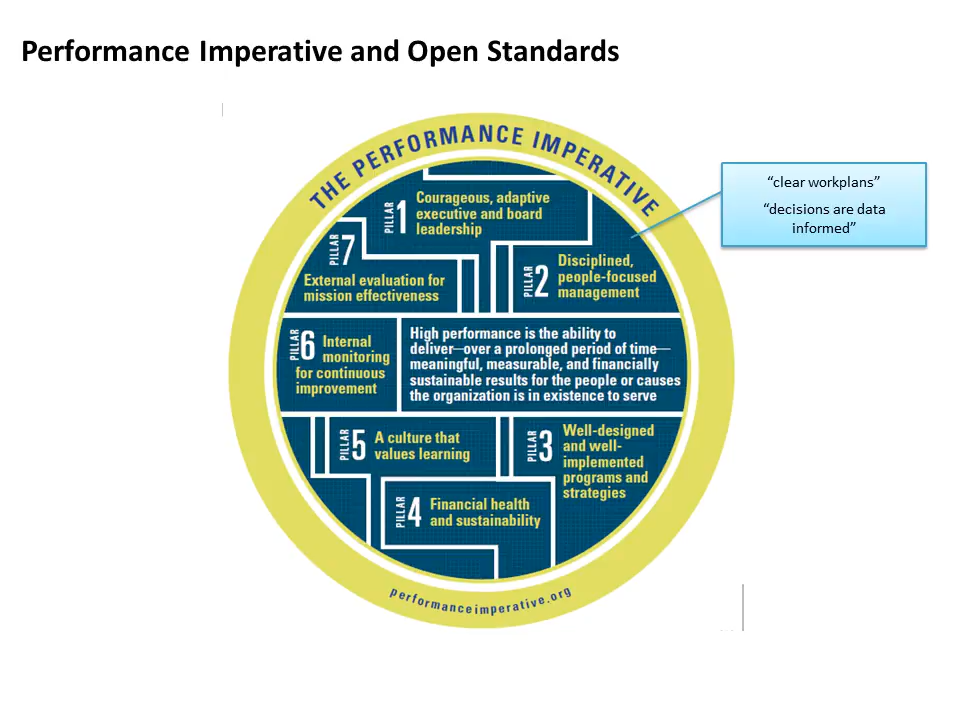 Performance Imperative and Open Standards
THE PERFORMANCE IMPERATIVE
PILLAR 1
Courageous, adaptive
executive and board
leadership
PILLAR 2
Disciplined,
people-focused
management
“clear workplans”
“decisions are data
informed”
PILLAR 7
External evaluation for
mission effectiveness
PILLAR 6
Internal
monitoring
for continuous
improvement
High performance is the ability to
deliver—over a prolonged period of time—
meaningful, measurable, and financially
sustainable results for the people or causes
the organization is in existence to serve
PILLAR 5
A culture that
values learning
PILLAR 3
Well-designed
and well-
implemented
programs and
strategies
PILLAR 4
Financial health
and sustainability
performanceimperative.org